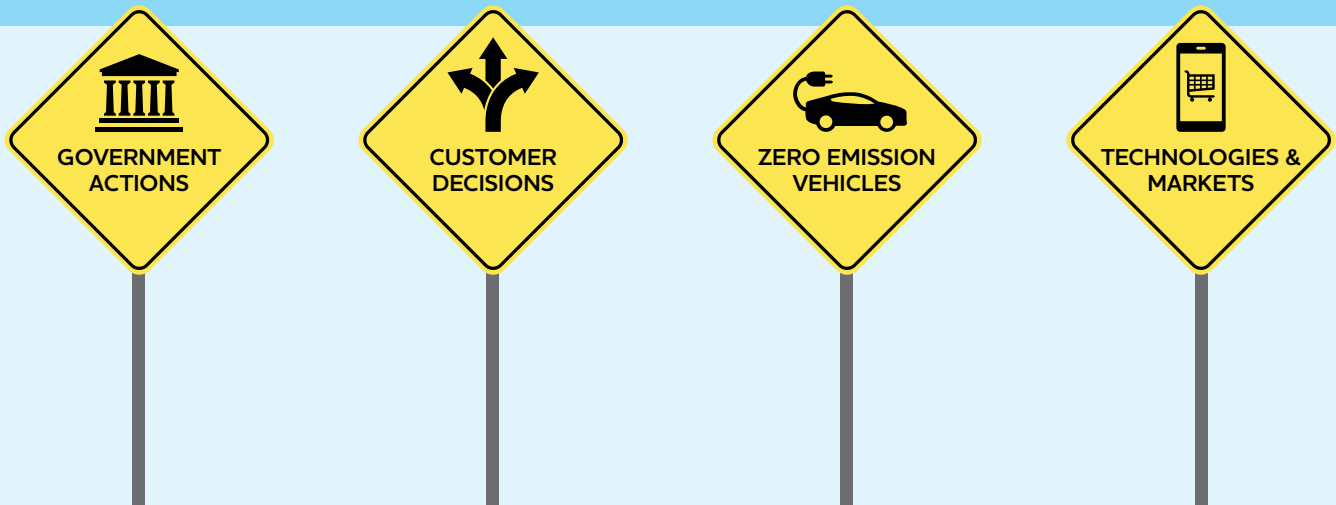 GOVERNMENT
ACTIONS
CUSTOMER
DECISIONS
ZERO EMISSION
VEHICLES
TECHNOLOGIES &
MARKETS